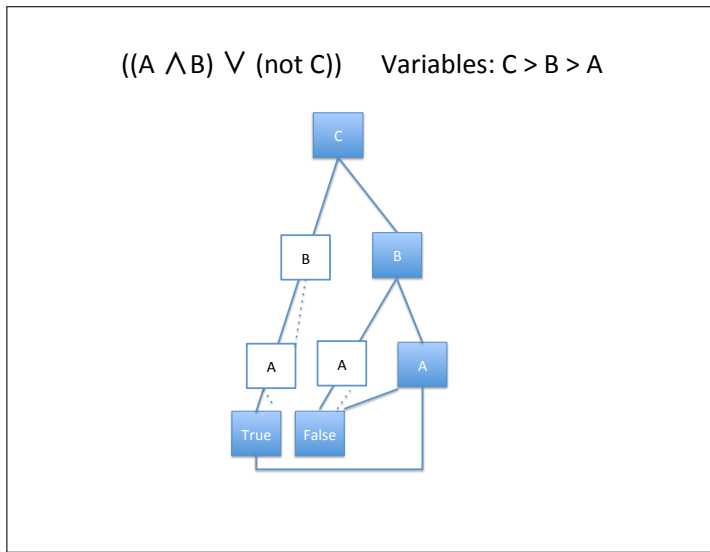 ((A ∧ B) ∨ (not C)) Variables: C > B > A
C
B B
A A A
True False